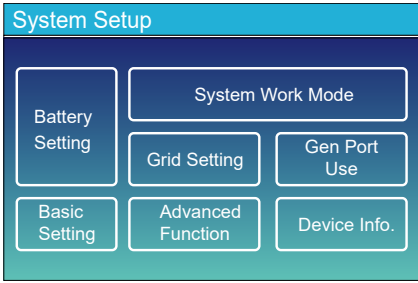 System Setup
Battery
Setting
System Work Mode
Grid Setting
Gen Port
Use
Basic
Setting
Advanced
Function
Device Info.